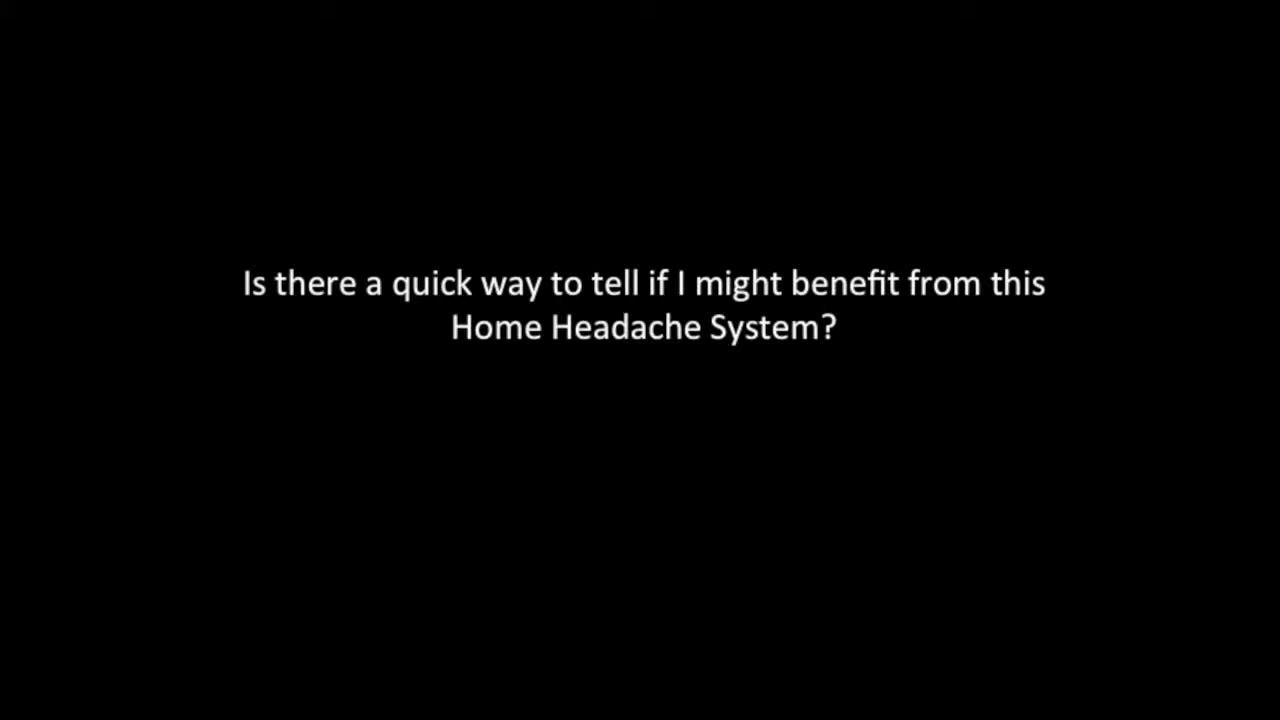 Is there a quick way to tell if I might benefit from this
Home Headache System?